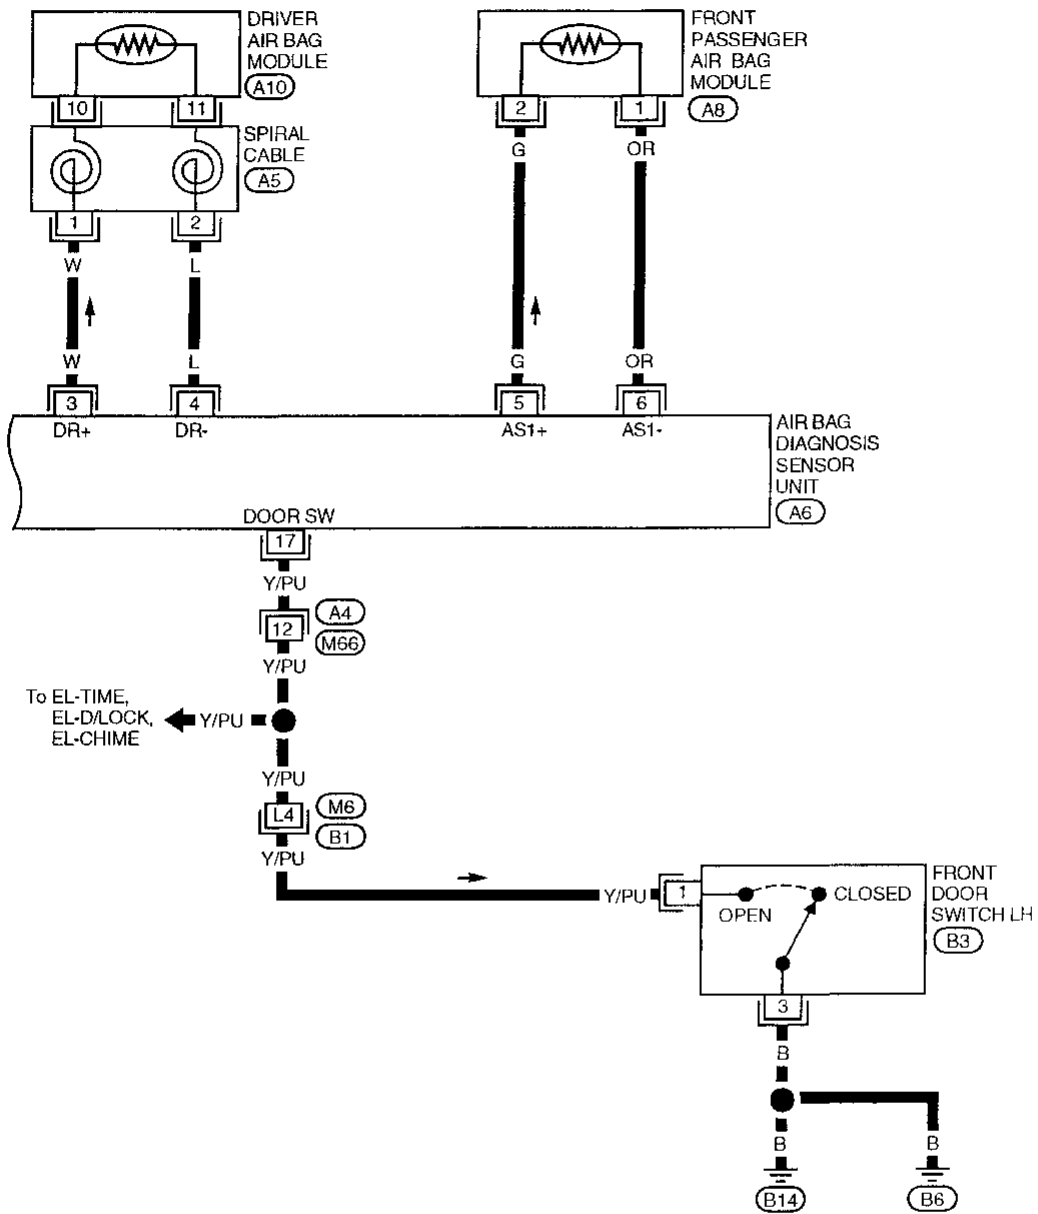 DRIVER
AIR BAG
MODULE
A10
10
11
SPIRAL
CABLE
A5
1
2
W
L
W
L
3
4
DR+
DR-
FRONT
PASSENGER
AIR BAG
MODULE
A8
2
1
G
OR
G
OR
5
6
AS1+
AS1-
AIR BAG
DIAGNOSIS
SENSOR
UNIT
A6
DOOR SW
17
Y/PU
12
A4
M66
Y/PU
To EL-TIME,
EL-D/LOCK,
EL-CHIME
Y/PU
Y/PU
L4
M6
B1
Y/PU
Y/PU
1
OPEN
CLOSED
FRONT
DOOR
SWITCH LH
B3
3
B
B
B
B14
B6